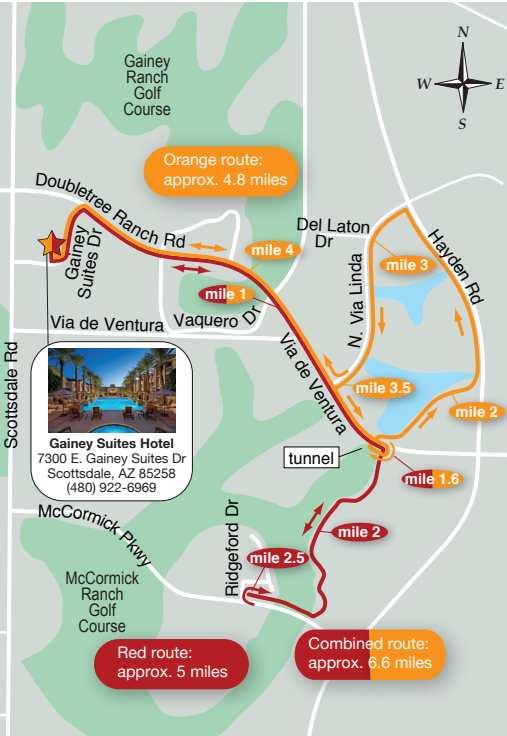 Gainey
Ranch
Golf
Course
N
W
E
S
Orange route:
approx. 4.8 miles
Doubletree Ranch Rd
Gainey
Suites Dr
Del Laton
Dr
Hayden Rd
mile 4
mile 3
mile 1
N. Via Linda
Via de Ventura
Vaquero Dr
Via de Ventura
Scottsdale Rd
mile 3.5
mile 2
Gainey Suites Hotel
7300 E. Gainey Suites Dr
Scottsdale, AZ 85258
(480) 922-6969
tunnel
mile 1.6
McCormick Pkwy
Ridgeford Dr
mile 2
mile 2.5
McCormick
Ranch
Golf
Course
Red route:
approx. 5 miles
Combined route:
approx. 6.6 miles